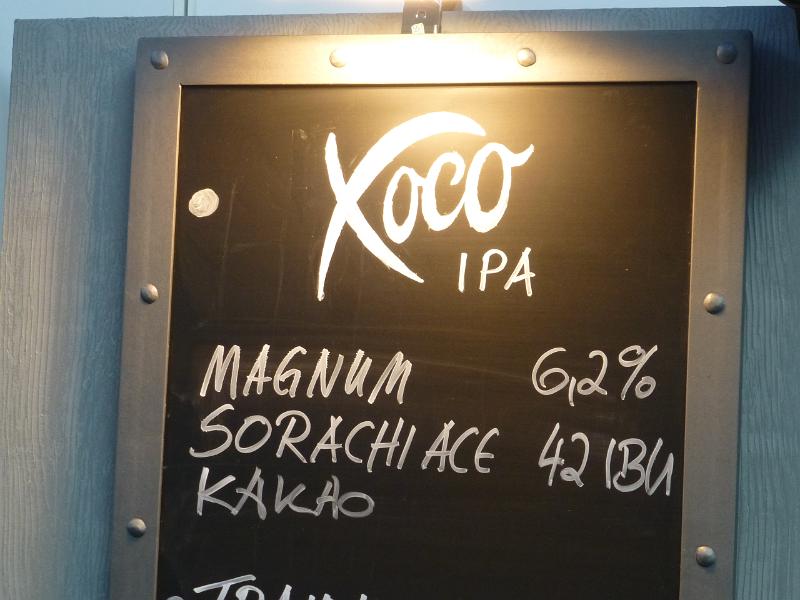 Xoco
IPA
MAGNUM 6,2%
SORACHI ACE 42 IBU
KAKAO